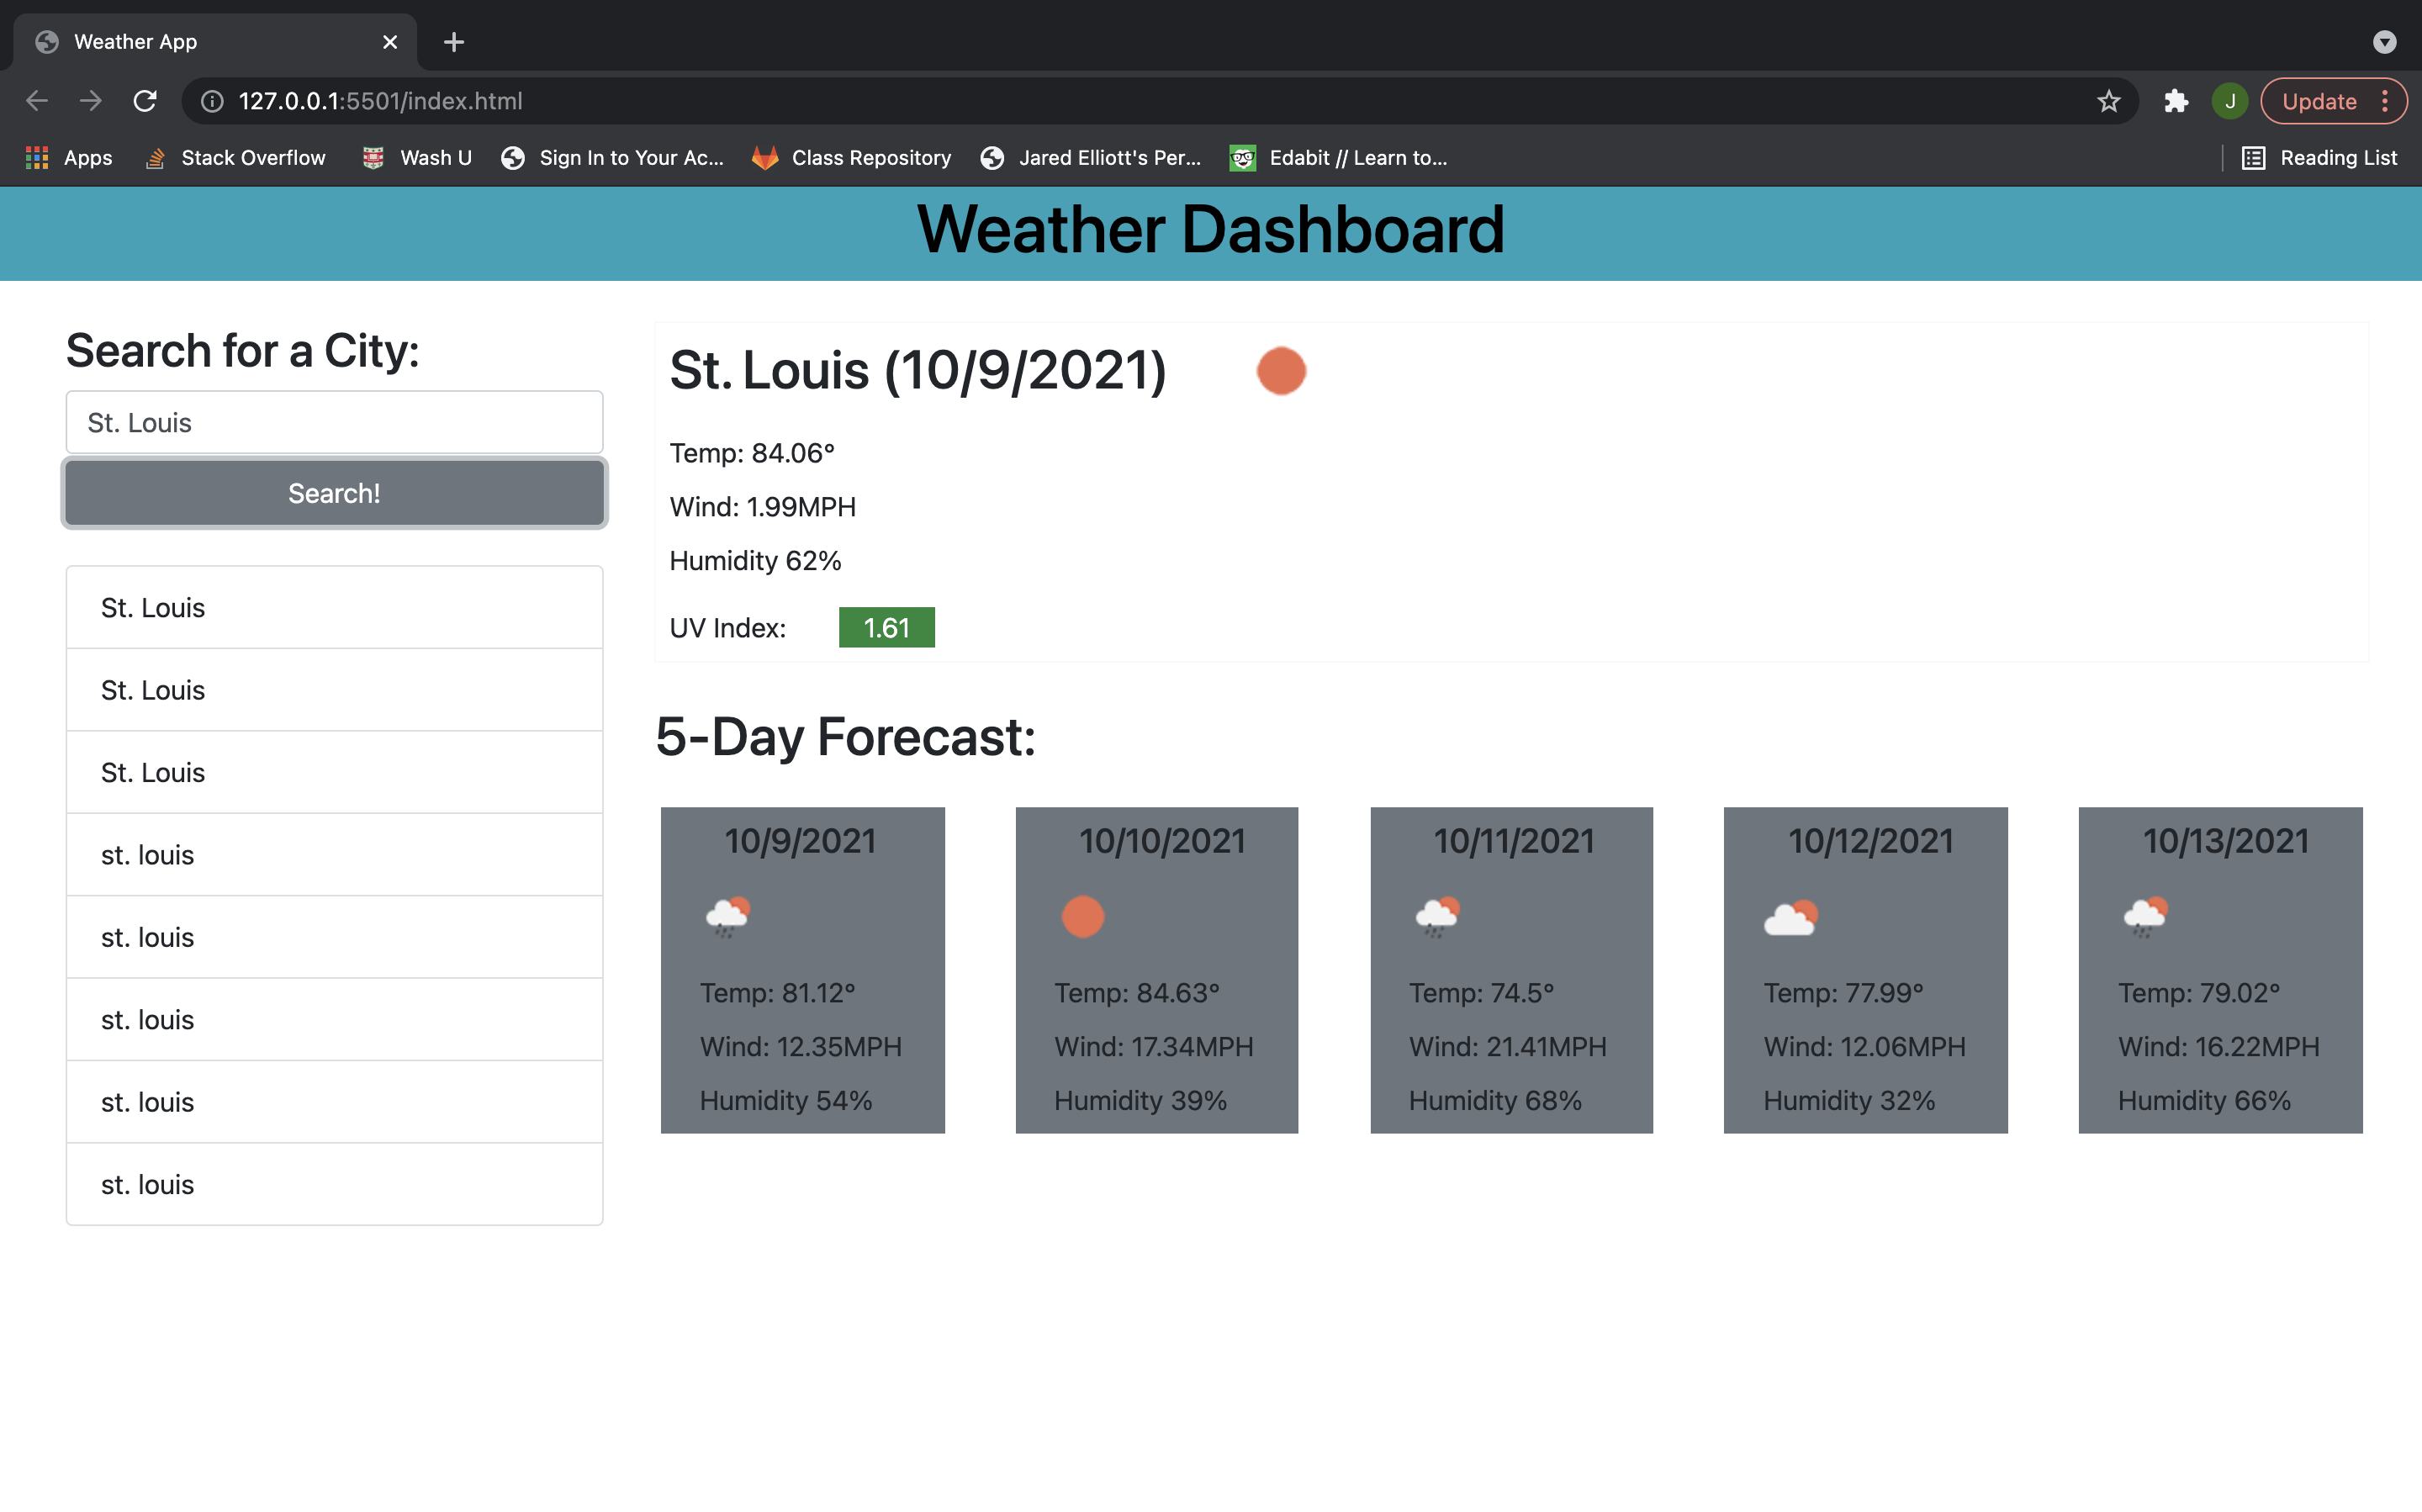 Weather App
127.0.0.1:5501/index.html
J
Update
Apps
Stack Overflow
Wash U
Sign In to Your Ac...
Class Repository
Jared Elliott's Per...
Edabit // Learn to...
Reading List
Weather Dashboard
Search for a City:
St. Louis
Search!
St. Louis
St. Louis
St. Louis
st. louis
st. louis
st. louis
st. louis
st. louis
St. Louis (10/9/2021)
Temp: 84.06°
Wind: 1.99MPH
Humidity 62%
UV Index: 1.61
5-Day Forecast:
10/9/2021
Temp: 81.12°
Wind: 12.35MPH
Humidity 54%
10/10/2021
Temp: 84.63°
Wind: 17.34MPH
Humidity 39%
10/11/2021
Temp: 74.5°
Wind: 21.41MPH
Humidity 68%
10/12/2021
Temp: 77.99°
Wind: 12.06MPH
Humidity 32%
10/13/2021
Temp: 79.02°
Wind: 16.22MPH
Humidity 66%